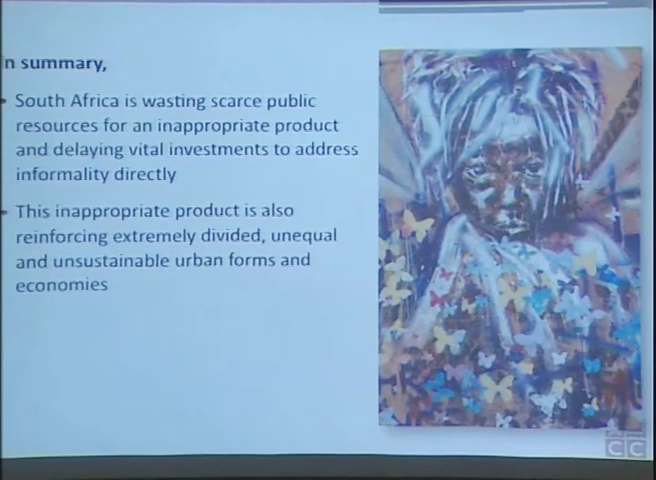 n summary,
South Africa is wasting scarce public
resources for an inappropriate product
and delaying vital investments to address
informality directly
This inappropriate product is also
reinforcing extremely divided, unequal
and unsustainable urban forms and
economies
CC